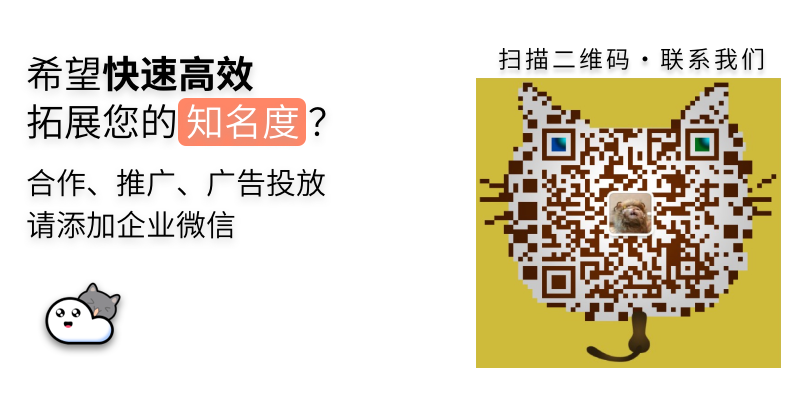 希望快速高效
拓展您的知名度？
合作、推广、广告投放
请添加企业微信
扫描二维码·联系我们